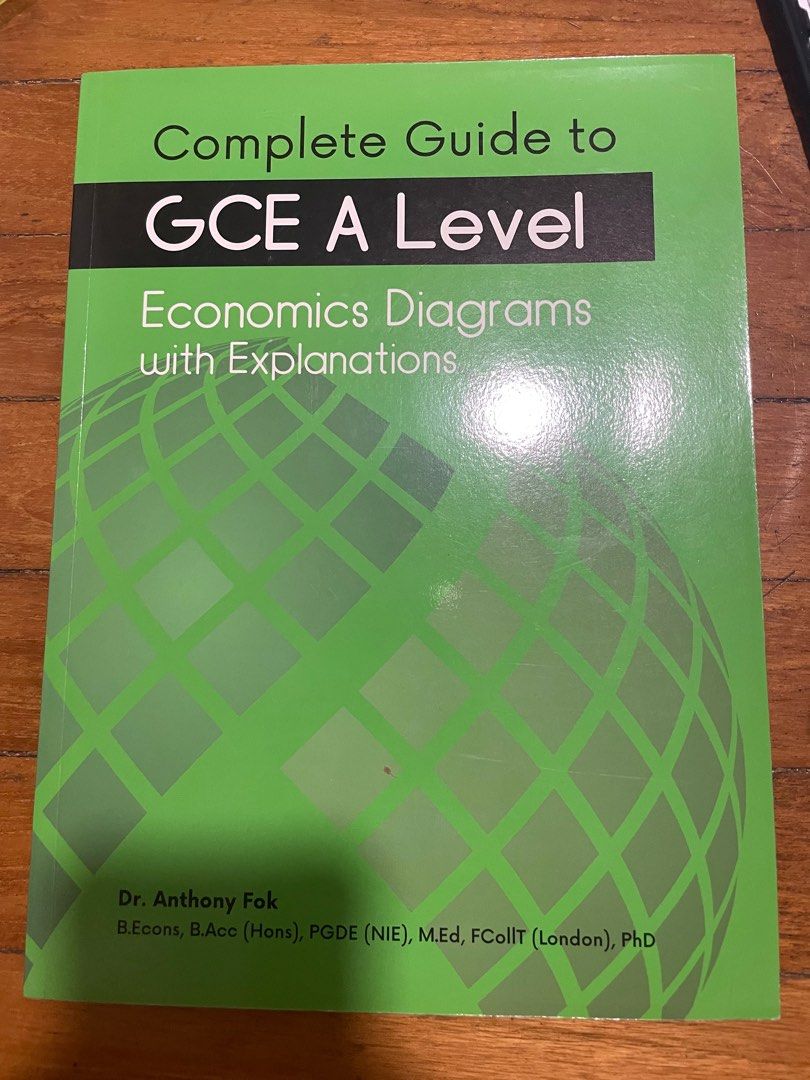 Complete Guide to
GCE A Level
Economics Diagrams
with Explanations
Dr. Anthony Fok
B.Econs, B.Acc (Hons), PGDE (NIE), M.Ed, FCollT (London), PhD